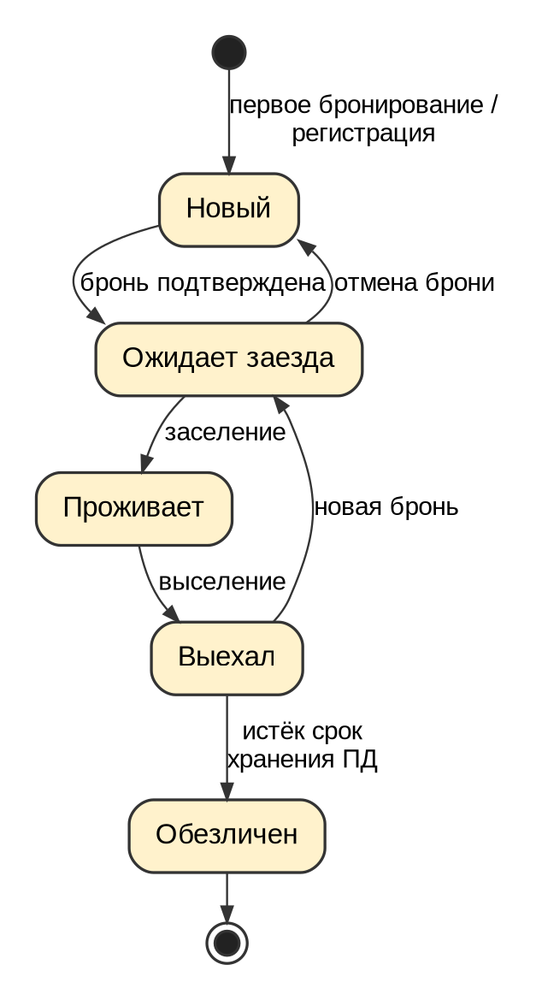 первое бронирование /
регистрация
Новый
бронь подтверждена
отмена брони
Ожидает заезда
заселение
Проживает
новая бронь
выселение
Выехал
истёк срок
хранения ПД
Обезличен